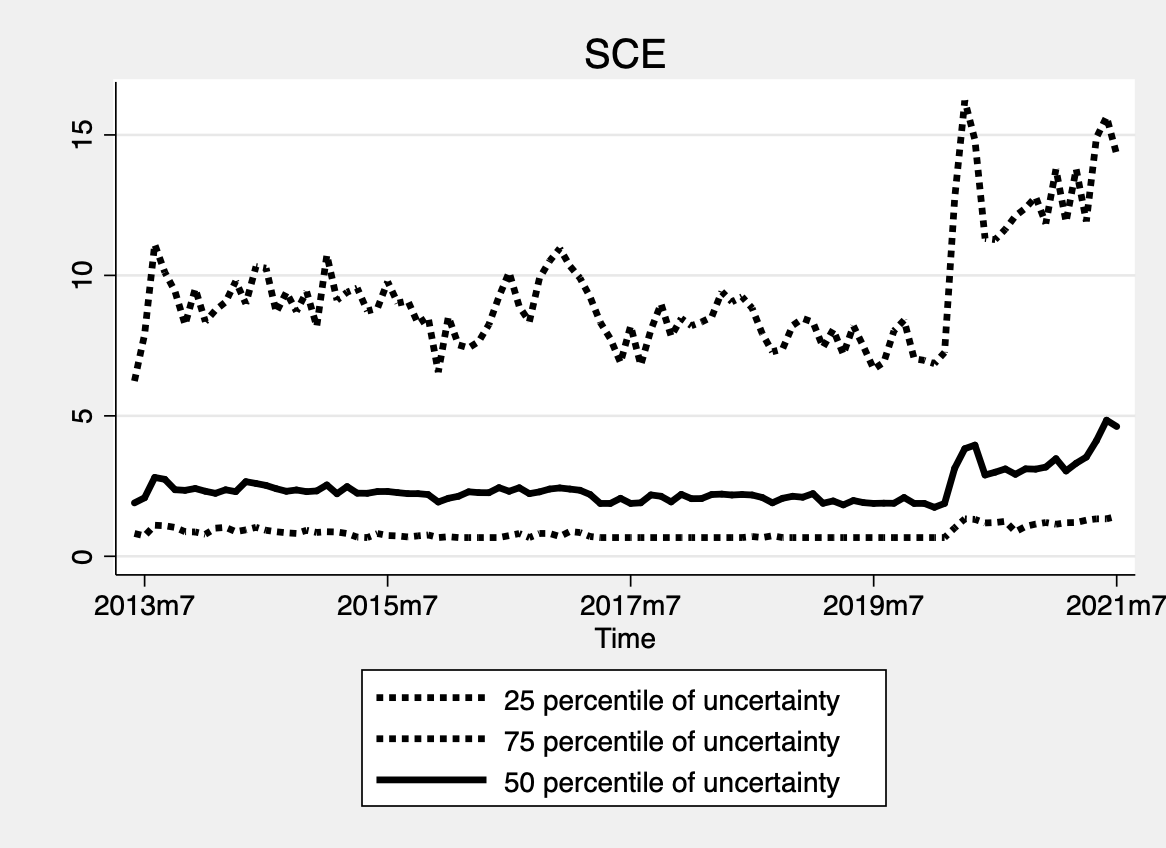 SCE
15
10
5
0
2013m7 2015m7 2017m7 2019m7 2021m7
Time
25 percentile of uncertainty
75 percentile of uncertainty
50 percentile of uncertainty